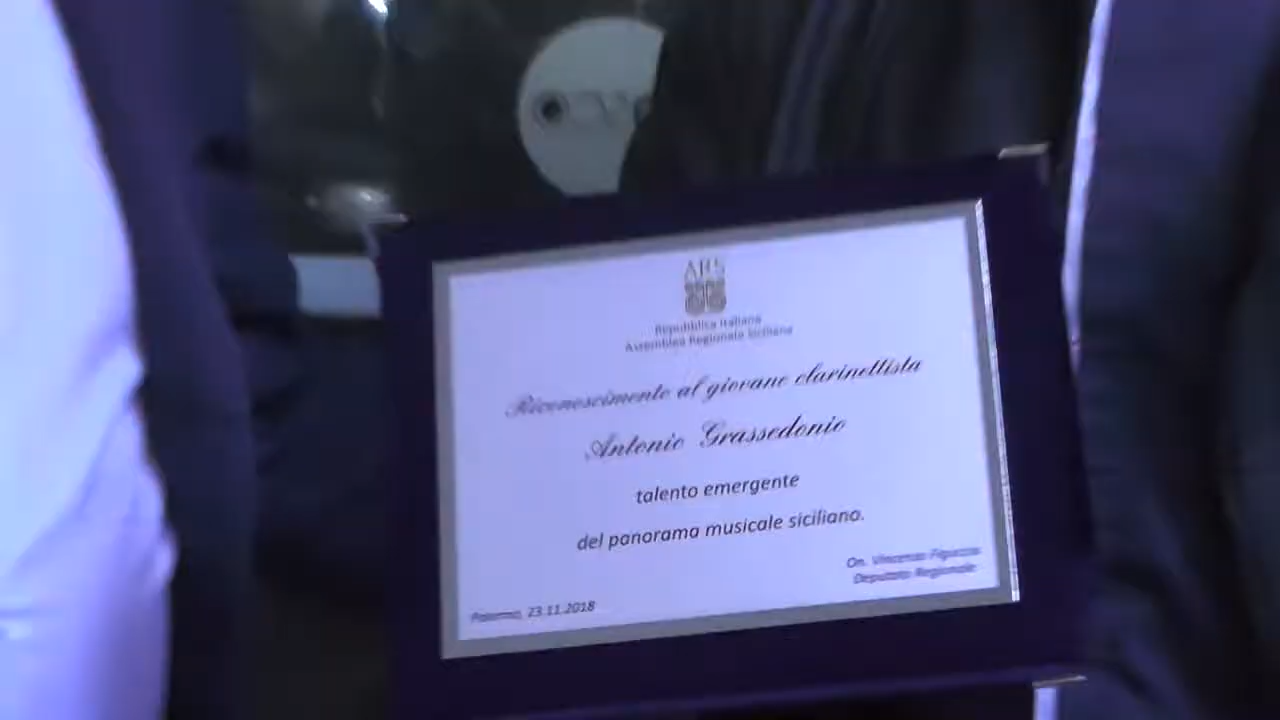 ARS
Repubblica Italiana
Assemblea Regionale Siciliana
Riconoscimento al giovane clarinettista
Antonio Grassedonio
talento emergente
del panorama musicale siciliano.
On. Vincenzo Figuccia
Deputato Regionale
Palermo, 23.11.2018